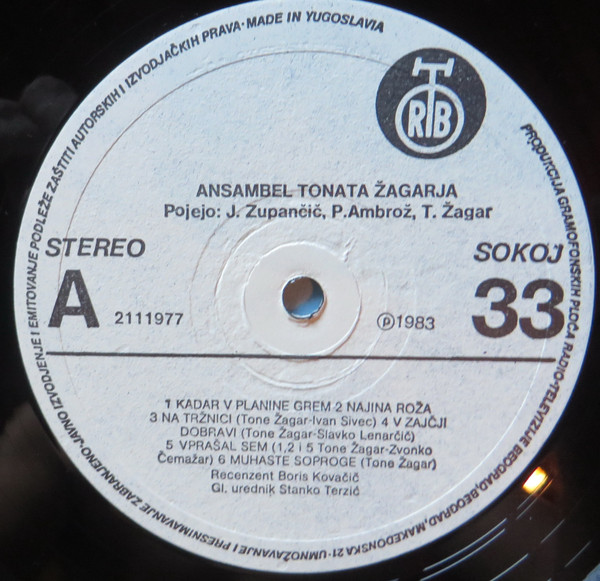 JAVNO IZVODJENJE I EMITOVANJE PODLEŽE ZAŠTITI AUTORSKIH I IZVODJAČKIH PRAVA·MADE IN YUGOSLAVIA
PRODUKCIJA GRAMOFONSKIH PLOČA RADIO-TELEVIZIJE BEOGRAD,BEOGRAD,MAKEDONSKA 21-UMNOŽAVANJE I PRESNIMAVANJE ZABRANJENO-
RTB
ANSAMBEL TONATA ŽAGARJA
Pojejo: J. Zupančič, P.Ambrož, T. Žagar
STEREO
SOKOJ
A
2111977
℗1983
33
1 KADAR V PLANINE GREM 2 NAJINA ROŽA
3 NA TRŽNICI (Tone Žagar-Ivan Sivec) 4 V ZAJČJI
DOBRAVI (Tone Žagar-Slavko Lenarčič)
5 VPRAŠAL SEM (1,2 i 5 Tone Žagar-Zvonko
Čemažar) 6 MUHASTE SOPROGE (Tone Žagar)
Recenzent Boris Kovačič
Gl. urednik Stanko Terzić